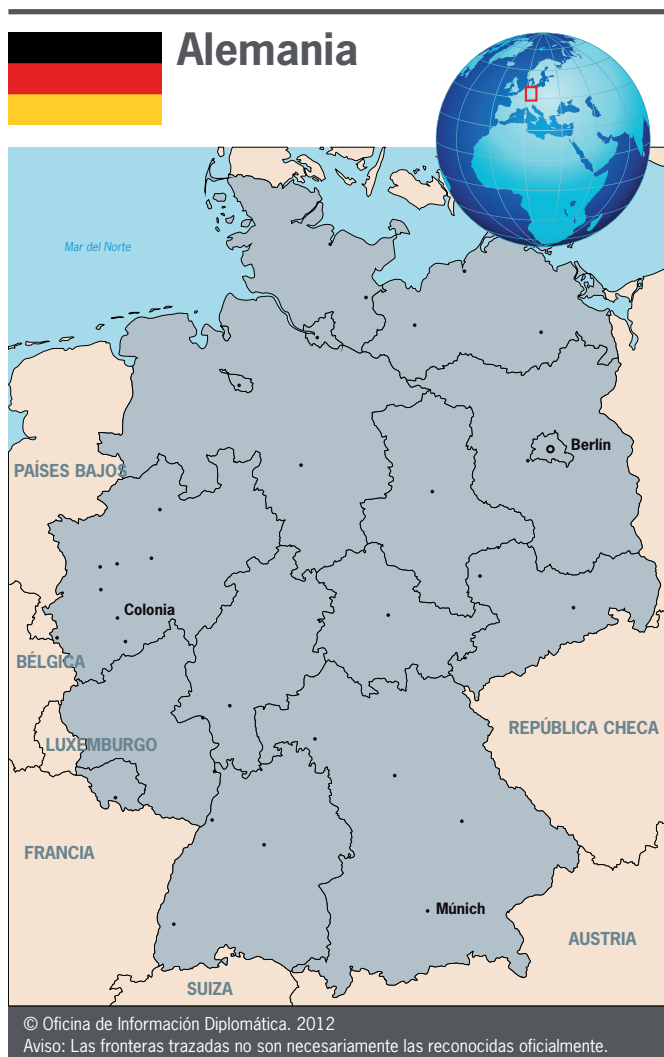 Alemania
Mar del Norte
Berlín
PAÍSES BAJOS
Colonia
BÉLGICA
REPÚBLICA CHECA
LUXEMBURGO
FRANCIA
Múnich
AUSTRIA
SUIZA
© Oficina de Información Diplomática. 2012
Aviso: Las fronteras trazadas no son necesariamente las reconocidas oficialmente.